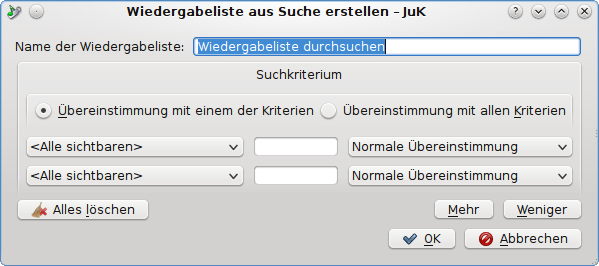 Wiedergabeliste aus Suche erstellen – JuK
Name der Wiedergabeliste: Wiedergabeliste durchsuchen
Suchkriterium
Übereinstimmung mit einem der Kriterien Übereinstimmung mit allen Kriterien
<Alle sichtbaren> Normale Übereinstimmung
<Alle sichtbaren> Normale Übereinstimmung
Alles löschen Mehr Weniger
OK Abbrechen